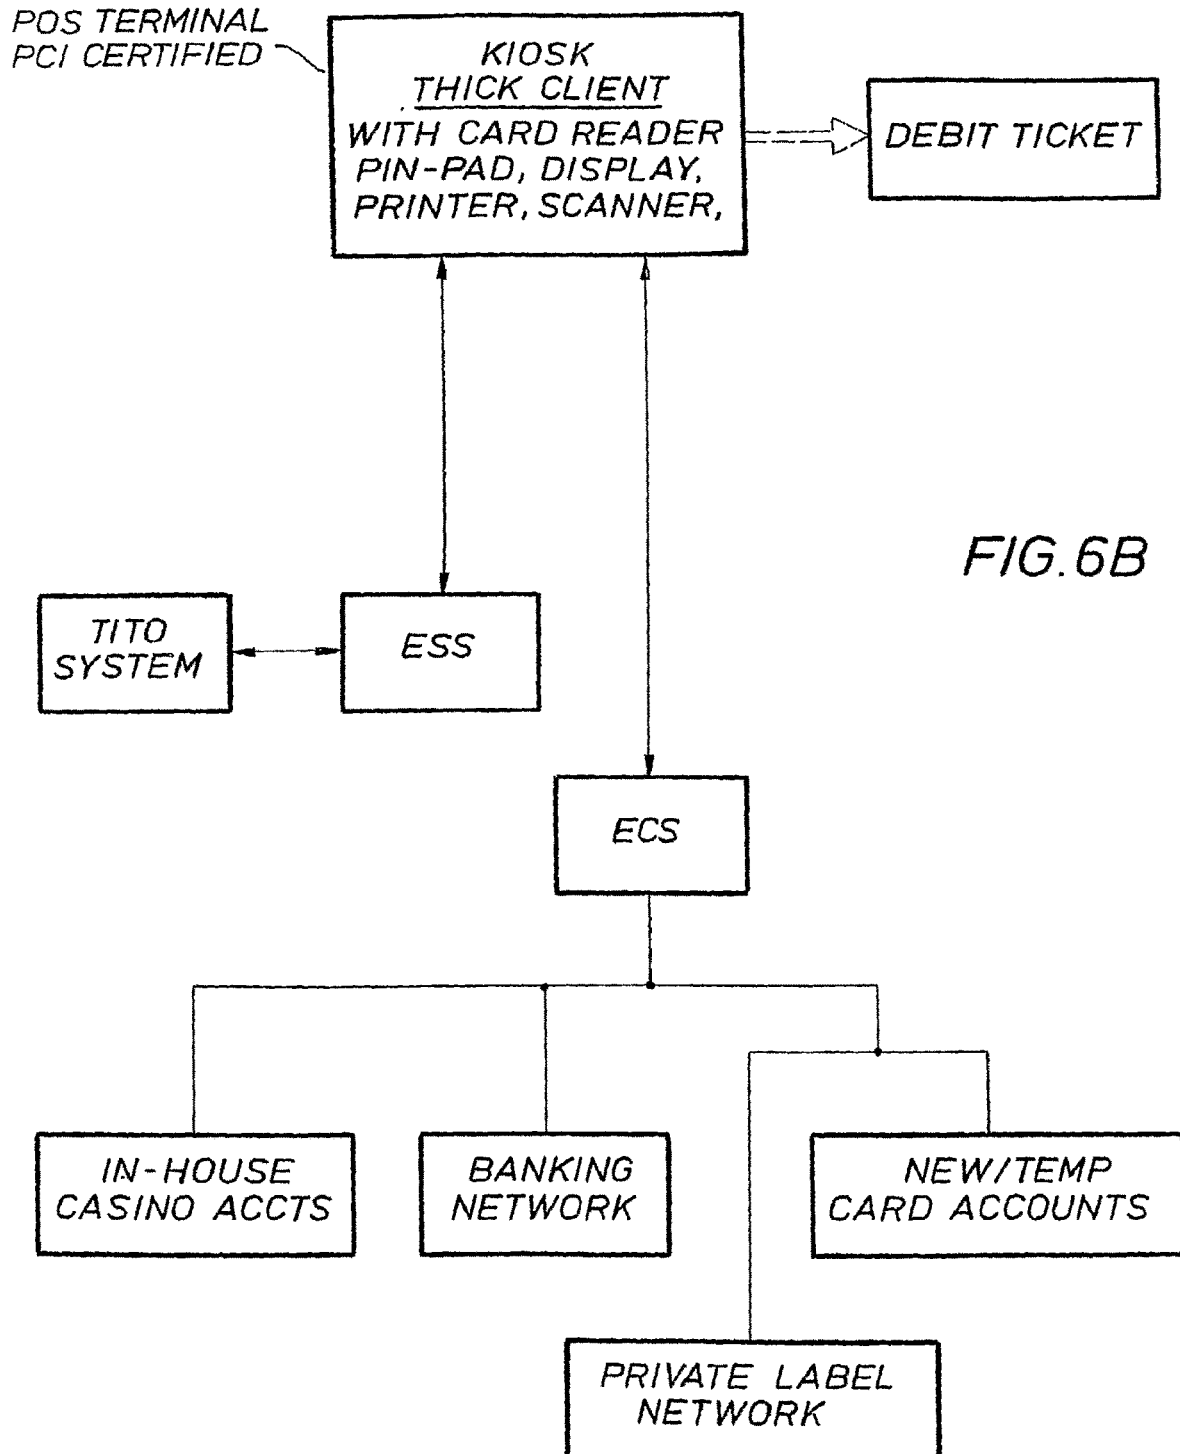 POS TERMINAL
PCI CERTIFIED
KIOSK
THICK CLIENT
WITH CARD READER
PIN-PAD, DISPLAY,
PRINTER, SCANNER,
DEBIT TICKET
FIG. 6B
TITO
SYSTEM
ESS
ECS
IN-HOUSE
CASINO ACCTS
BANKING
NETWORK
NEW/TEMP
CARD ACCOUNTS
PRIVATE LABEL
NETWORK